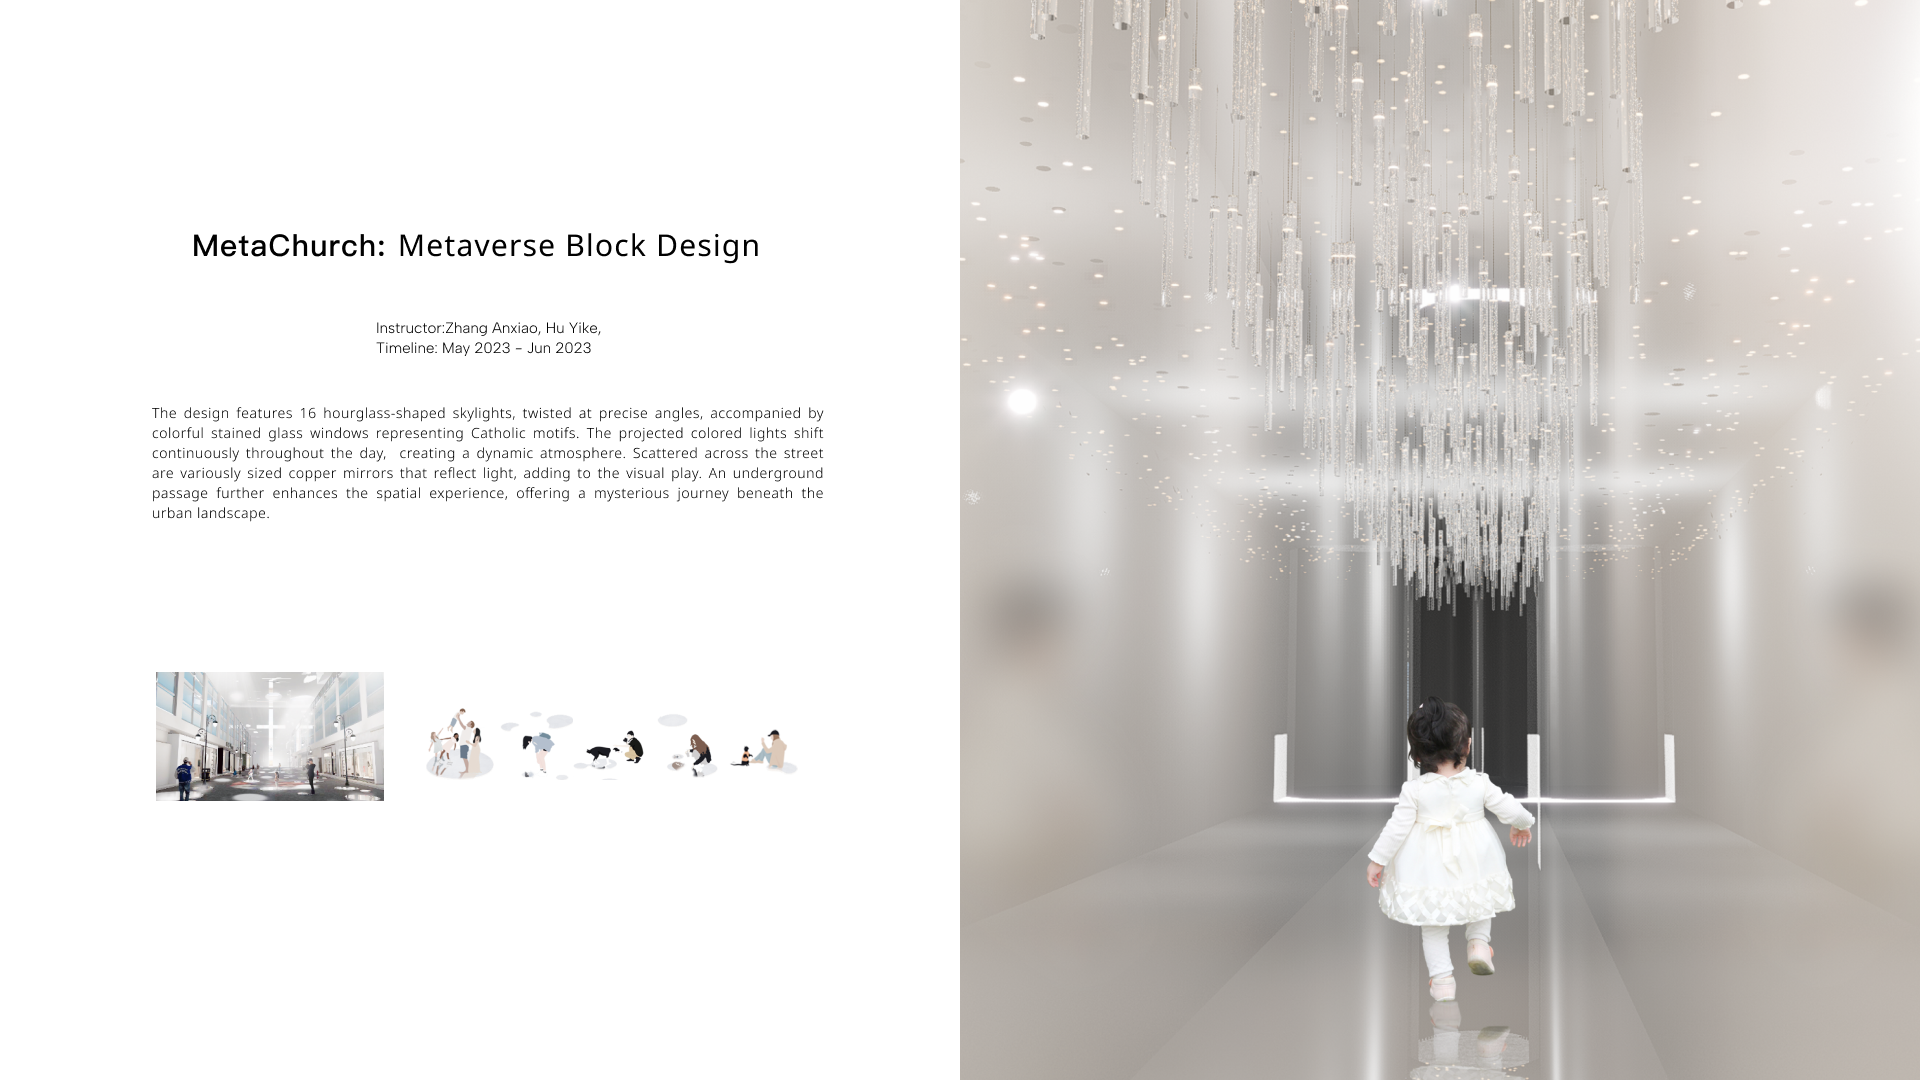 MetaChurch: Metaverse Block Design
Instructor:Zhang Anxiao, Hu Yike,
Timeline: May 2023 - Jun 2023
The design features 16 hourglass-shaped skylights, twisted at precise angles, accompanied by
colorful stained glass windows representing Catholic motifs. The projected colored lights shift
continuously throughout the day,  creating a dynamic atmosphere. Scattered across the street
are variously sized copper mirrors that reflect light, adding to the visual play. An underground
passage further enhances the spatial experience, offering a mysterious journey beneath the
urban landscape.